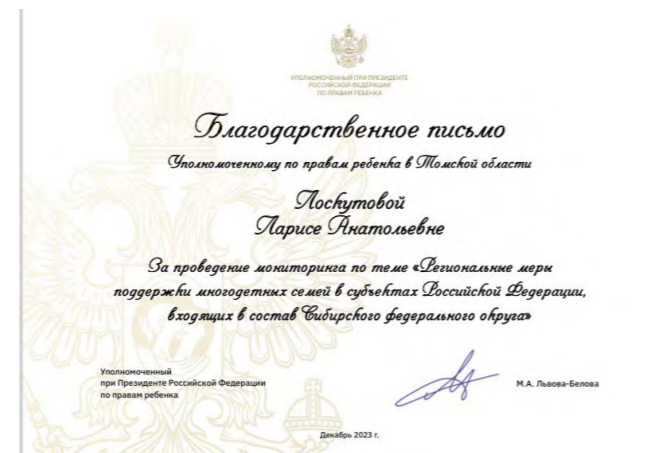 УПОЛНОМОЧЕННЫЙ ПРИ ПРЕЗИДЕНТЕ
РОССИЙСКОЙ ФЕДЕРАЦИИ
ПО ПРАВАМ РЕБЕНКА
Благодарственное письмо
Уполномоченному по правам ребенка в Томской области
Лоскутовой
Ларисе Анатольевне
За проведение мониторинга по теме «Региональные меры
поддержки многодетных семей в субъектах Российской Федерации,
входящих в состав Сибирского федерального округа»
Уполномоченный
при Президенте Российской Федерации
по правам ребенка
М.А. Львова-Белова
Декабрь 2023 г.